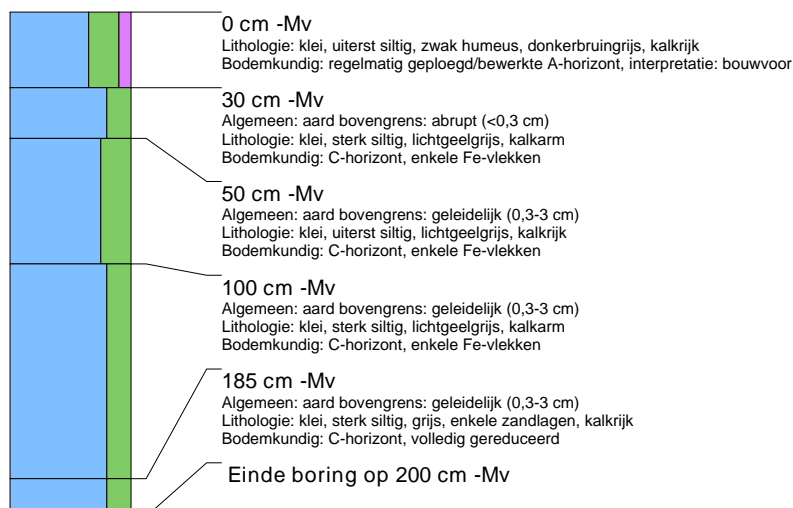 0 cm -Mv
Lithologie: klei, uiterst siltig, zwak humeus, donkerbruingrijs, kalkrijk
Bodemkundig: regelmatig geploegd/bewerkte A-horizont, interpretatie: bouwvoor
30 cm -Mv
Algemeen: aard bovengrens: abrupt (<0,3 cm)
Lithologie: klei, sterk siltig, lichtgeelgrijs, kalkarm
Bodemkundig: C-horizont, enkele Fe-vlekken
50 cm -Mv
Algemeen: aard bovengrens: geleidelijk (0,3-3 cm)
Lithologie: klei, uiterst siltig, lichtgeelgrijs, kalkrijk
Bodemkundig: C-horizont, enkele Fe-vlekken
100 cm -Mv
Algemeen: aard bovengrens: geleidelijk (0,3-3 cm)
Lithologie: klei, sterk siltig, lichtgeelgrijs, kalkarm
Bodemkundig: C-horizont, enkele Fe-vlekken
185 cm -Mv
Algemeen: aard bovengrens: geleidelijk (0,3-3 cm)
Lithologie: klei, sterk siltig, grijs, enkele zandlagen, kalkrijk
Bodemkundig: C-horizont, volledig gereduceerd
Einde boring op 200 cm -Mv